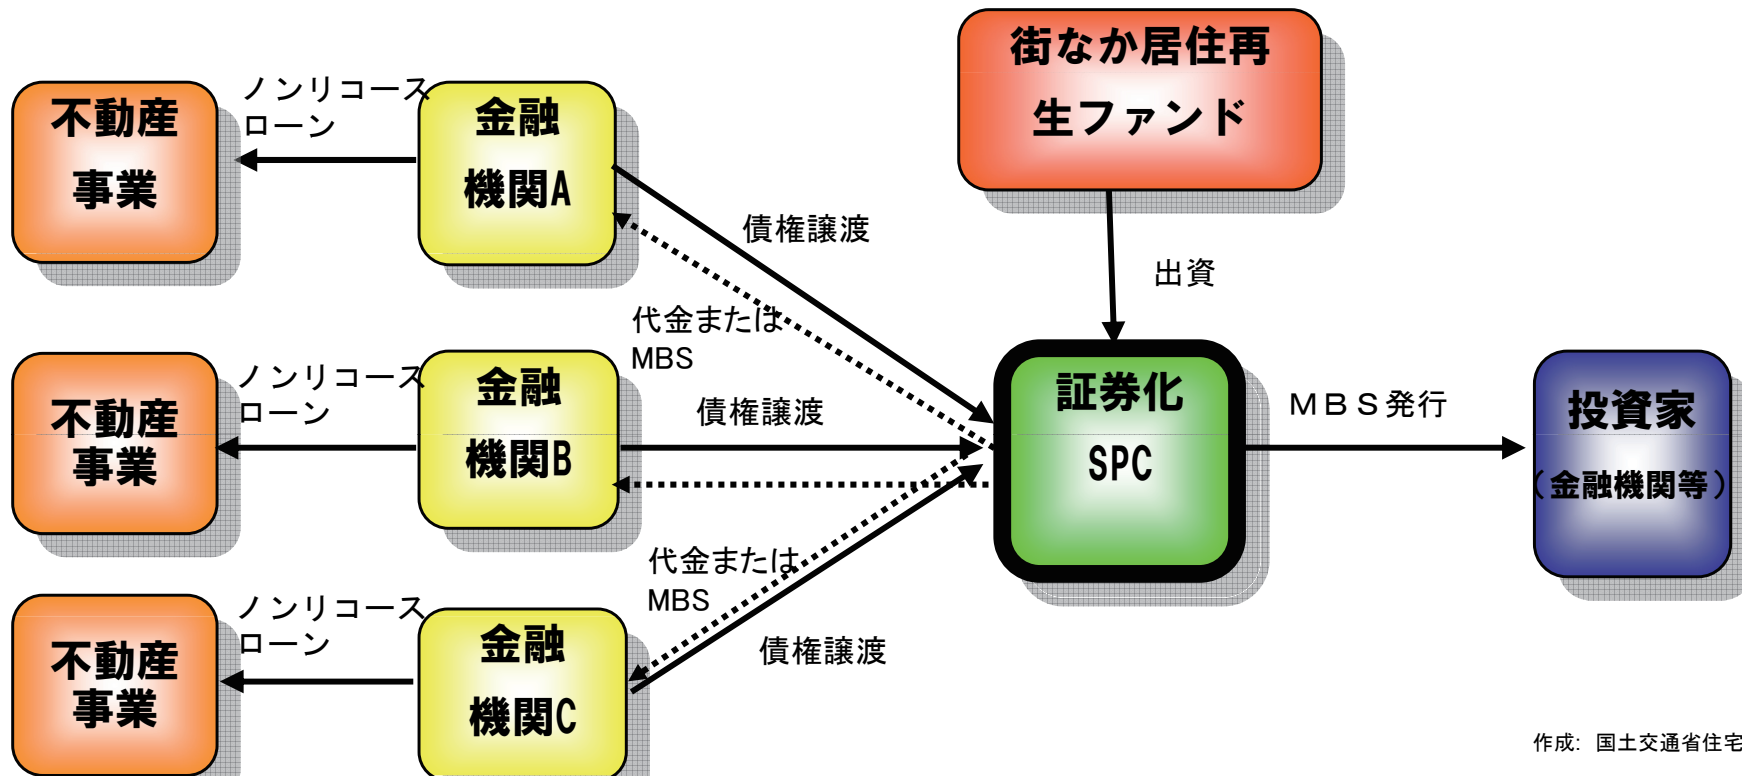 街なか居住再
生ファンド
不動産
事業
ノンリコース
ローン
金融
機関A
債権譲渡
出資
代金または
MBS
不動産
事業
ノンリコース
ローン
金融
機関B
債権譲渡
証券化
SPC
ＭＢＳ発行
投資家
（金融機関等）
代金または
MBS
債権譲渡
不動産
事業
ノンリコース
ローン
金融
機関C
作成: 国土交通省住宅